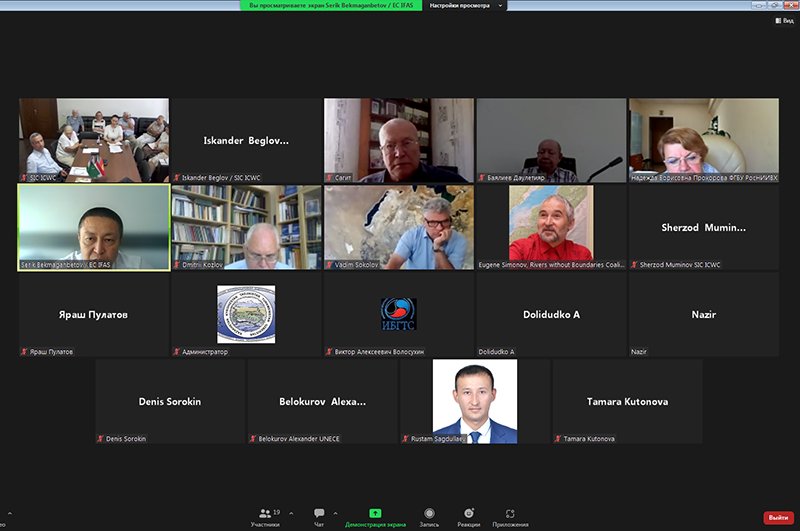 Вы просматриваете экран Serik Bekmaganbetov / EC IFAS
Настройки просмотра
Вид
SIC ICWC
Iskander Beglov...
Iskander Beglov / SIC ICWC
Сагит
Баялиев Даулетияр
Надежда Борисовна Прохорова ФГБУ РосНИИВХ
Serik Bekmaganbetov / EC IFAS
Dmitrii Kozlov
Vadim Sokolov
Eugene Simonov, Rivers without Boundaries Coali...
Sherzod Mumin...
Sherzod Muminov SIC ICWC
Яраш Пулатов
Яраш Пулатов
Администратор
ИБГТС
Виктор Алексеевич Волосухин
Dolidudko A
Dolidudko A
Nazir
Nazir
Denis Sorokin
Denis Sorokin
Belokurov Alexa...
Belokurov Alexander UNECE
Rustam Sagdullaej
Tamara Kutonova
Tamara Kutonova
19
Участники
Чат
Демонстрация экрана
Запись
Реакции
Приложения
Выйти